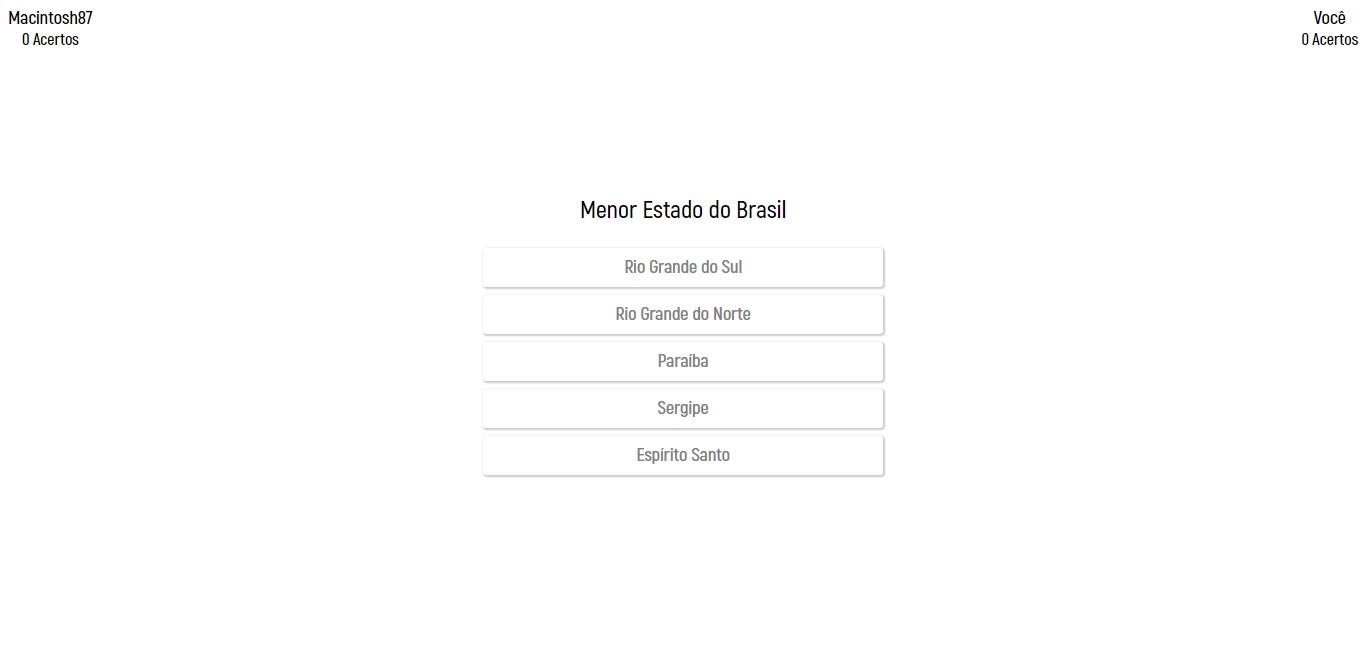 Macintosh87
0 Acertos
Você
0 Acertos
Menor Estado do Brasil
Rio Grande do Sul
Rio Grande do Norte
Paraíba
Sergipe
Espírito Santo